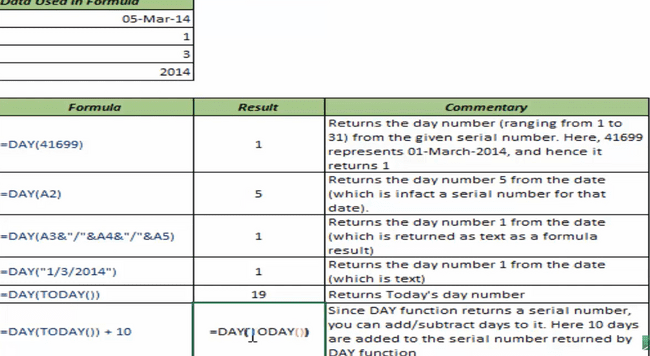 Data Used in Formula
05-Mar-14
1
3
2014
Formula Result Commentary
=DAY(41699)
1
Returns the day number (ranging from 1 to
31) from the given serial number. Here, 41699
represents 01-March-2014, and hence it
returns 1
=DAY(A2)
5
Returns the day number 5 from the date
(which is infact a serial number for that
date).
=DAY(A3&"/"&A4&"/"&A5)
1
Returns the day number 1 from the date
(which is returned as text as a formula
result)
=DAY("1/3/2014")
1
Returns the day number 1 from the date
(which is text)
=DAY(TODAY())
19
Returns Today's day number
=DAY(TODAY()) + 10
=DAY(TODAY())
Since DAY function returns a serial number,
you can add/subtract days to it. Here 10 days
are added to the serial number returned by
DAY function